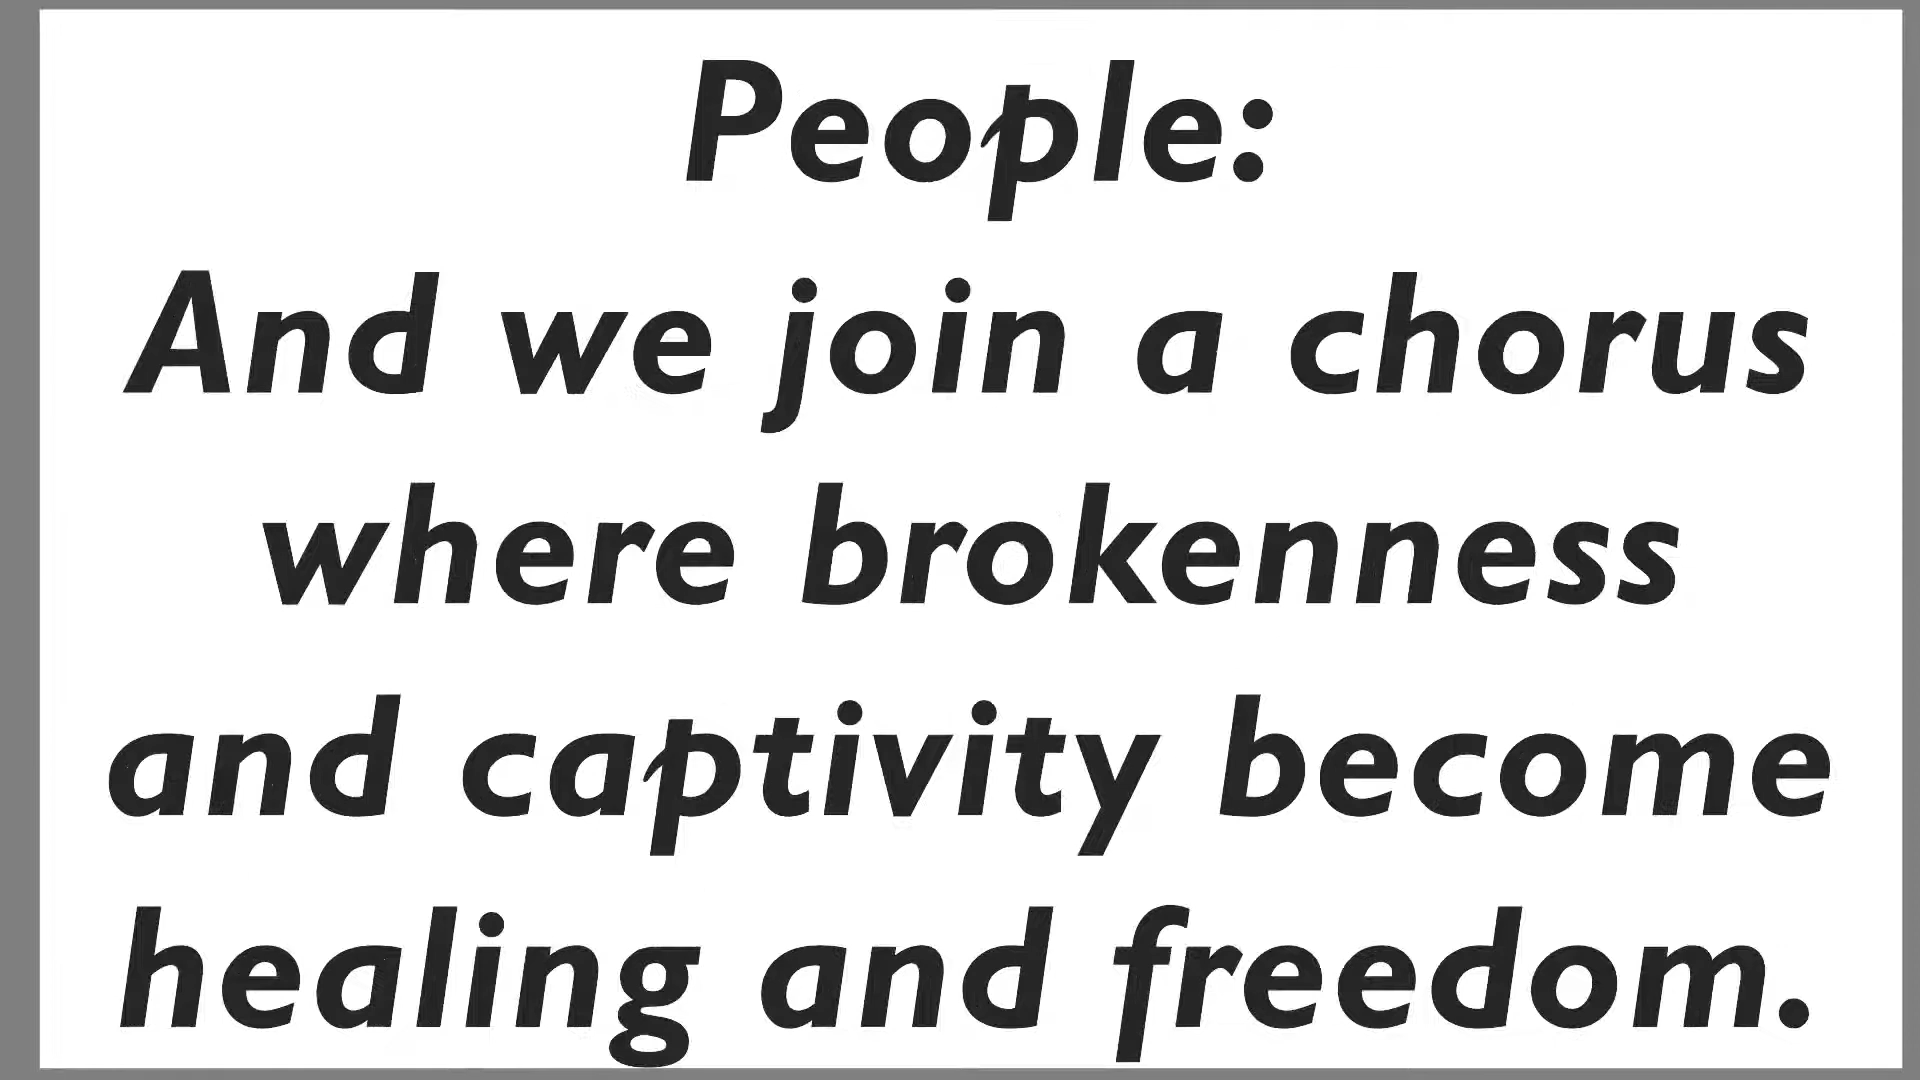 People:
And we join a chorus
where brokenness
and captivity become
healing and freedom.